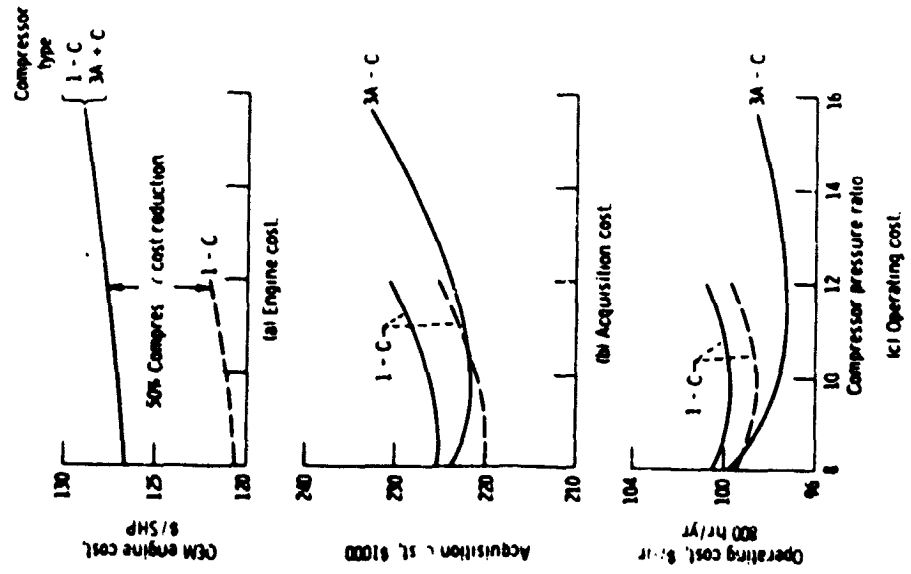 Compressor
type
1 - C
3A + C
130
125
120
OEM engine cost,
$/SHP
50% cost reduction
1 - C
(a) Engine cost.
240
230
220
210
$1000
1 - C
3A - C
(b) Acquisition cost.
104
100
96
Operating cost,
800 hr/yr
1 - C
3A - C
8
10
12
14
16
Compressor pressure ratio
(c) Operating cost.